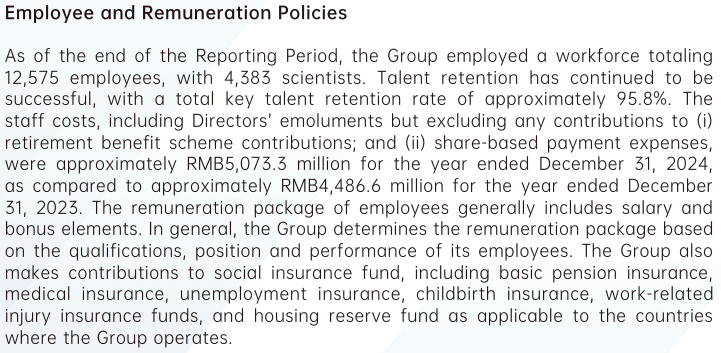 Employee and Remuneration Policies
As of the end of the Reporting Period, the Group employed a workforce totaling
12,575 employees, with 4,383 scientists. Talent retention has continued to be
successful, with a total key talent retention rate of approximately 95.8%. The
staff costs, including Directors’ emoluments but excluding any contributions to (i)
retirement benefit scheme contributions; and (ii) share-based payment expenses,
were approximately RMB5,073.3 million for the year ended December 31, 2024,
as compared to approximately RMB4,486.6 million for the year ended December
31, 2023. The remuneration package of employees generally includes salary and
bonus elements. In general, the Group determines the remuneration package based
on the qualifications, position and performance of its employees. The Group also
makes contributions to social insurance fund, including basic pension insurance,
medical insurance, unemployment insurance, childbirth insurance, work-related
injury insurance funds, and housing reserve fund as applicable to the countries
where the Group operates.